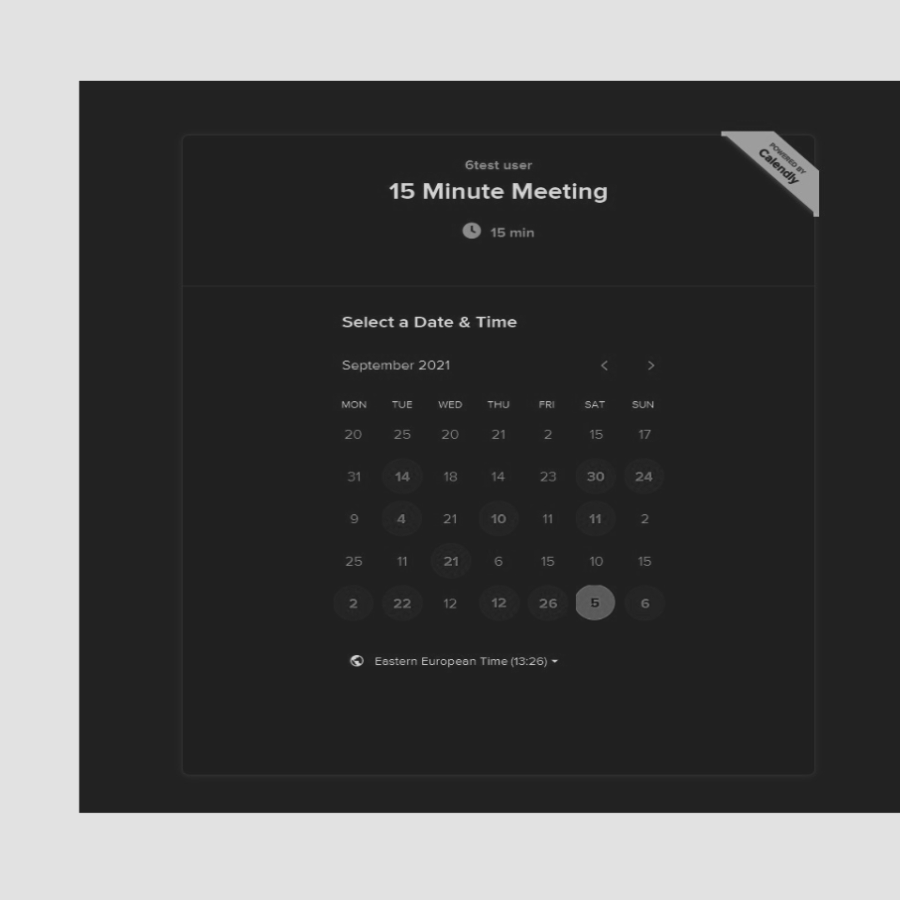 POWERED BY
Calendly
6test user
15 Minute Meeting
15 min
Select a Date & Time
September 2021
MON TUE WED THU FRI SAT SUN
20 25 20 21 2 15 17
31 14 18 14 23 30 24
9 4 21 10 11 11 2
25 11 21 6 15 10 15
2 22 12 12 26 5 6
Eastern European Time (13:26)